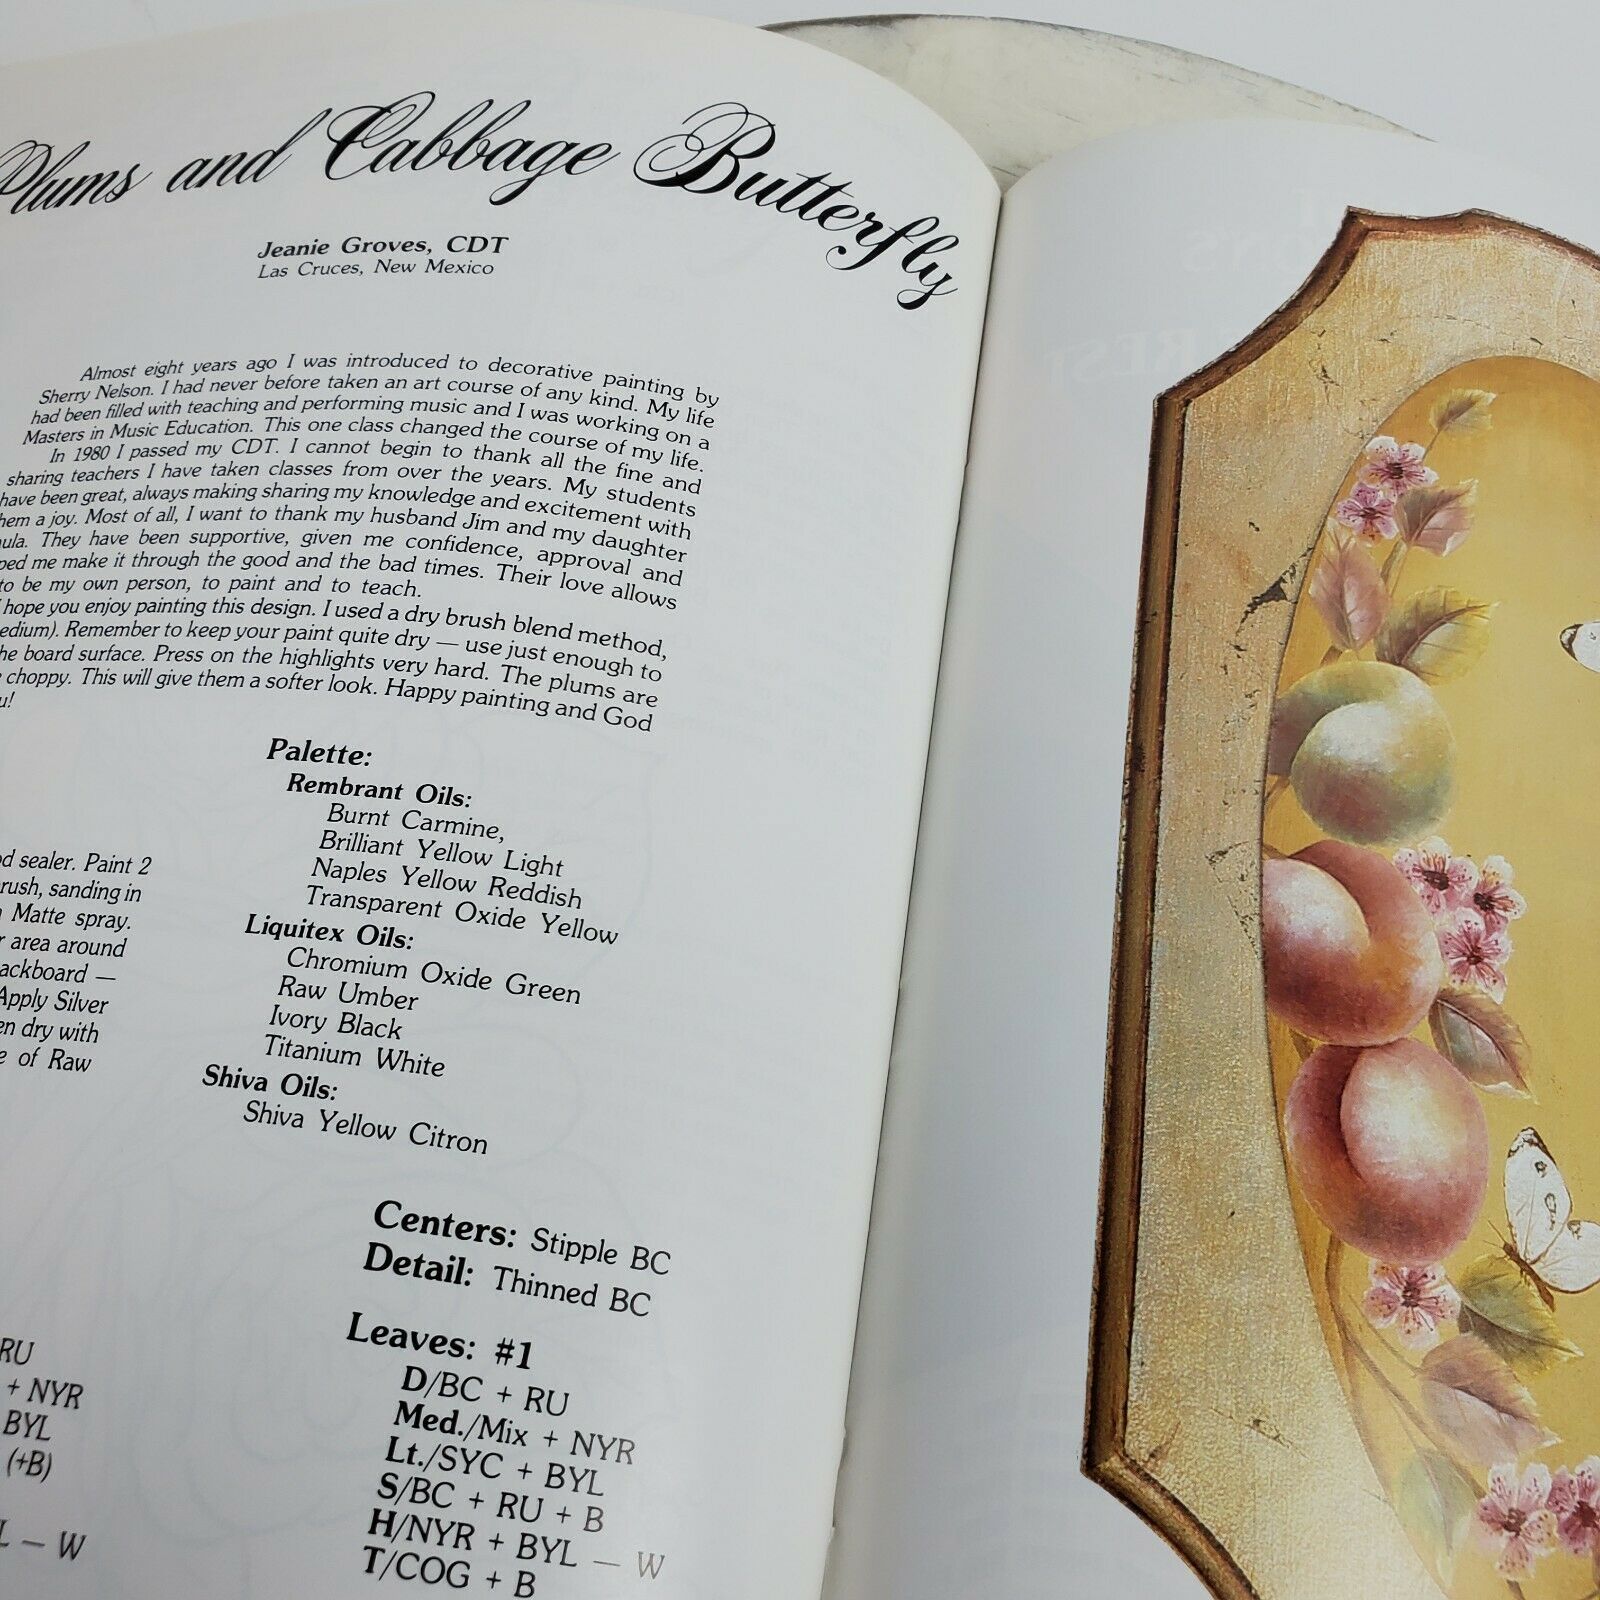 Plums and Cabbage Butterfly
Jeanie Groves, CDT
Las Cruces, New Mexico
Almost eight years ago I was introduced to decorative painting by
Sherry Nelson. I had never before taken an art course of any kind. My life
had been filled with teaching and performing music and I was working on a
Masters in Music Education. This one class changed the course of my life.
In 1980 I passed my CDT. I cannot begin to thank all the fine and
sharing teachers I have taken classes from over the years. My students
have been great, always making sharing my knowledge and excitement with
hem a joy. Most of all, I want to thank my husband Jim and my daughter
ula. They have been supportive, given me confidence, approval and
ped me make it through the good and the bad times. Their love allows
to be my own person, to paint and to teach.
I hope you enjoy painting this design. I used a dry brush blend method,
edium). Remember to keep your paint quite dry — use just enough to
he board surface. Press on the highlights very hard. The plums are
choppy. This will give them a softer look. Happy painting and God
u!
Palette:
Rembrant Oils:
Burnt Carmine,
Brilliant Yellow Light
Naples Yellow Reddish
Transparent Oxide Yellow
Liquitex Oils:
Chromium Oxide Green
Raw Umber
Ivory Black
Titanium White
Shiva Oils:
Shiva Yellow Citron
d sealer. Paint 2
rush, sanding in
Matte spray.
area around
ackboard —
Apply Silver
en dry with
e of Raw
Centers: Stipple BC
Detail: Thinned BC
Leaves: #1
D/BC + RU
Med./Mix + NYR
Lt./SYC + BYL
S/BC + RU + B
H/NYR + BYL — W
T/COG + B
RU
+ NYR
BYL
(+B)
L — W